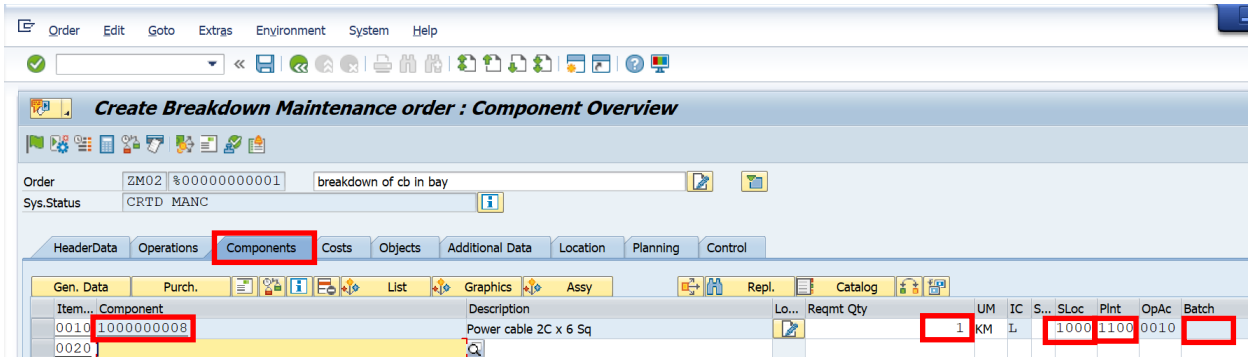 Order Edit Goto Extras Environment System Help
Create Breakdown Maintenance order : Component Overview
Order ZM02 %00000000001 breakdown of cb in bay
Sys.Status CRTD MANC
HeaderData Operations Components Costs Objects Additional Data Location Planning Control
Gen. Data Purch. List Graphics Assy Repl. Catalog
Item... Component Description Lo... Reqmt Qty UM IC S... SLoc Plnt OpAc Batch
0010 1000000008 Power cable 2C x 6 Sq 1 KM L 1000 1100 0010
0020